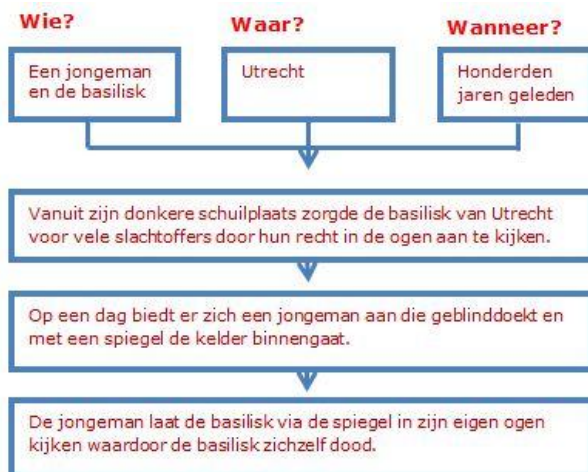 Wie?
Waar?
Wanneer?
Een jongeman
en de basilisk
Utrecht
Honderden
jaren geleden
Vanuit zijn donkere schuilplaats zorgde de basilisk van Utrecht
voor vele slachtoffers door hun recht in de ogen aan te kijken.
Op een dag biedt er zich een jongeman aan die geblinddoekt en
met een spiegel de kelder binnengaat.
De jongeman laat de basilisk via de spiegel in zijn eigen ogen
kijken waardoor de basilisk zichzelf dood.